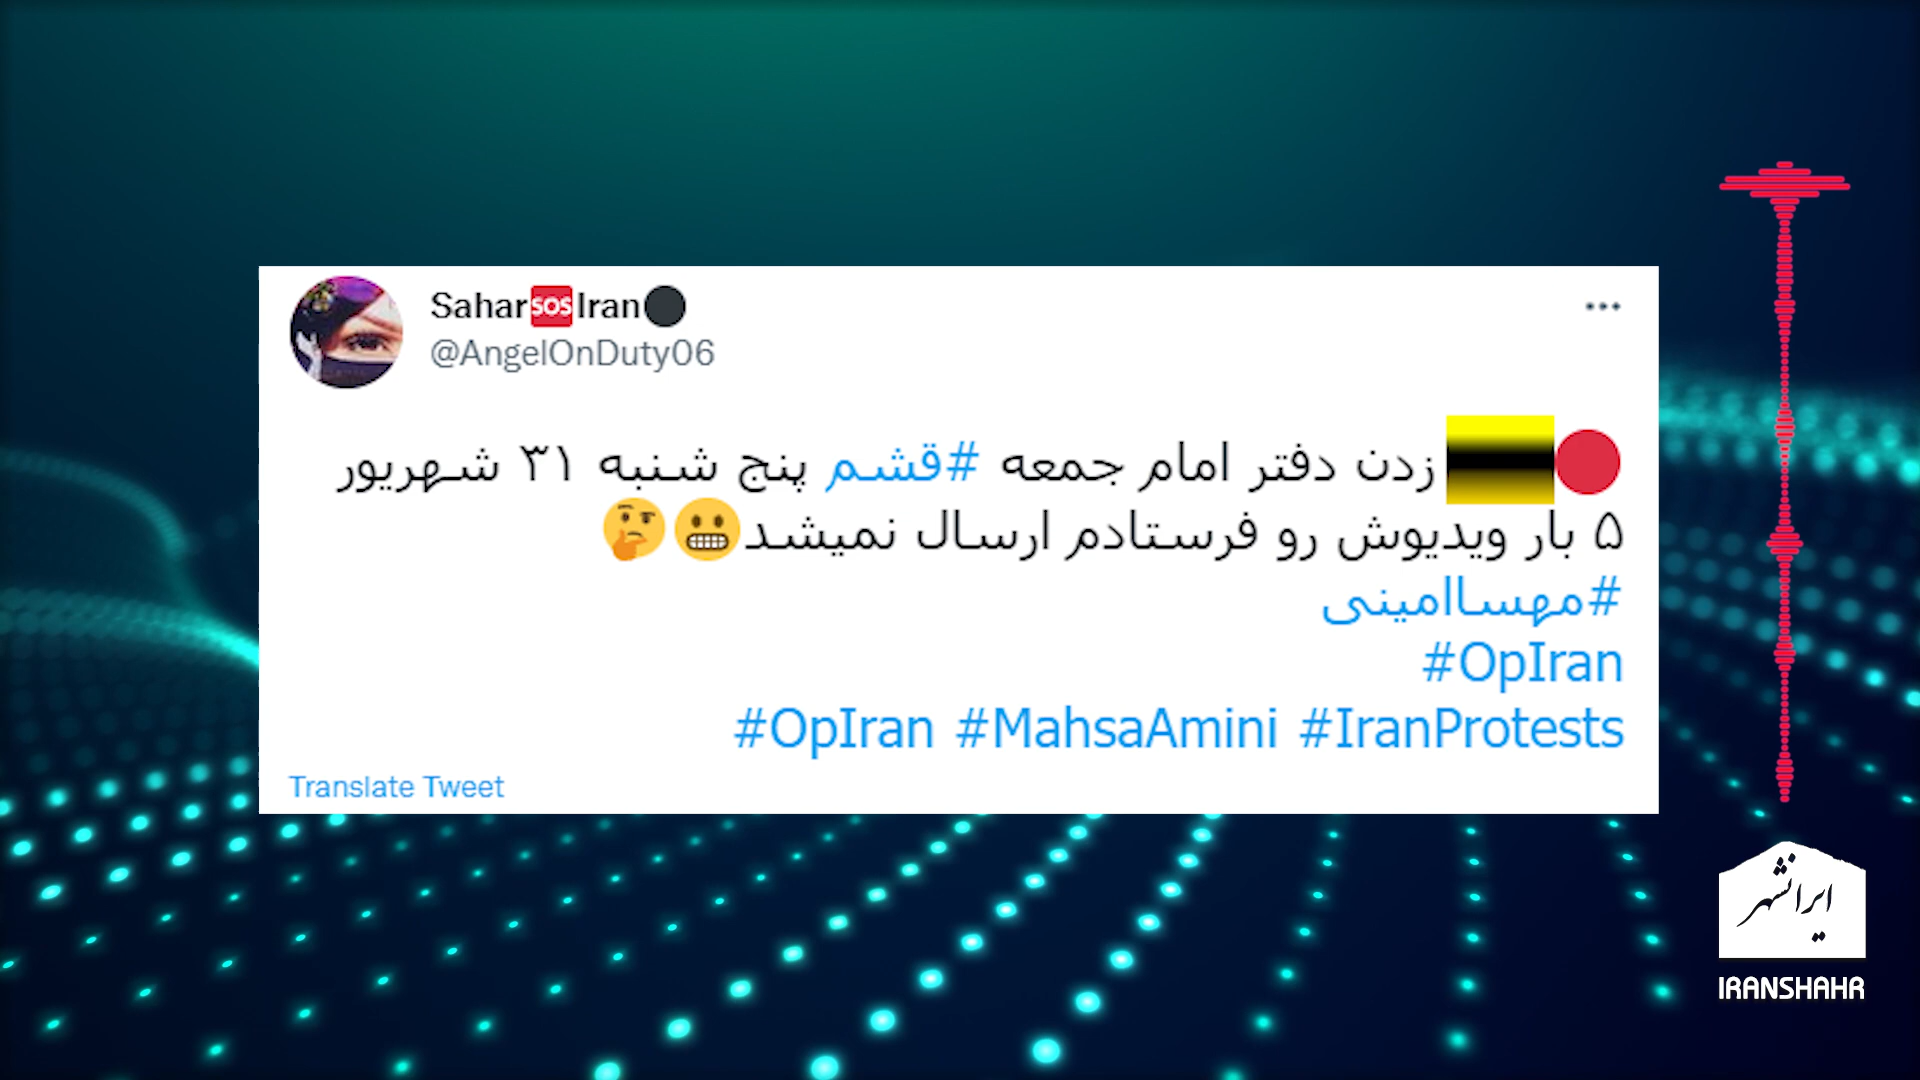 Sahar🆘Iran⚫
@AngelOnDuty06
🔴 زدن دفتر امام جمعه #قشم پنج شنبه ۳۱ شهریور
۵ بار ویدیوش رو فرستادم ارسال نمیشد😬🤔
#مهساامینی
#OpIran
#OpIran #MahsaAmini #IranProtests
Translate Tweet
ایرانشهر
IRANSHAHR